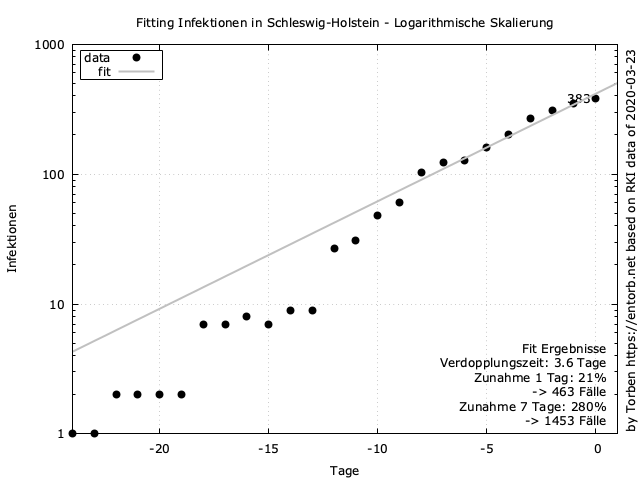 Fitting Infektionen in Schleswig-Holstein - Logarithmische Skalierung
1000
data
fit
383
100
Infektionen
10
Fit Ergebnisse
Verdopplungszeit: 3.6 Tage
Zunahme 1 Tag: 21%
-> 463 Fälle
Zunahme 7 Tage: 280%
-> 1453 Fälle
1
-20 -15 -10 -5 0
Tage
by Torben https://entorb.net based on RKI data of 2020-03-23